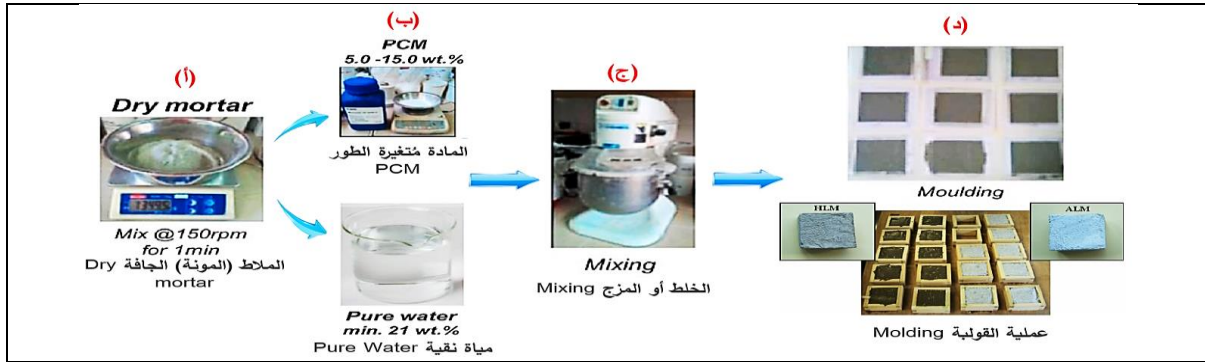 (أ)
Dry mortar
Mix @150rpm
for 1min
الملاط (المونة) الجافة Dry
mortar
(ب)
PCM
5.0 -15.0 wt.%
المادة مُتغيرة الطور
PCM
Pure water
min. 21 wt.%
مياة نقية Pure Water
(ج)
Mixing
الخلط أو المزج Mixing
(د)
Moulding
HLM
ALM
عملية القولبة Molding